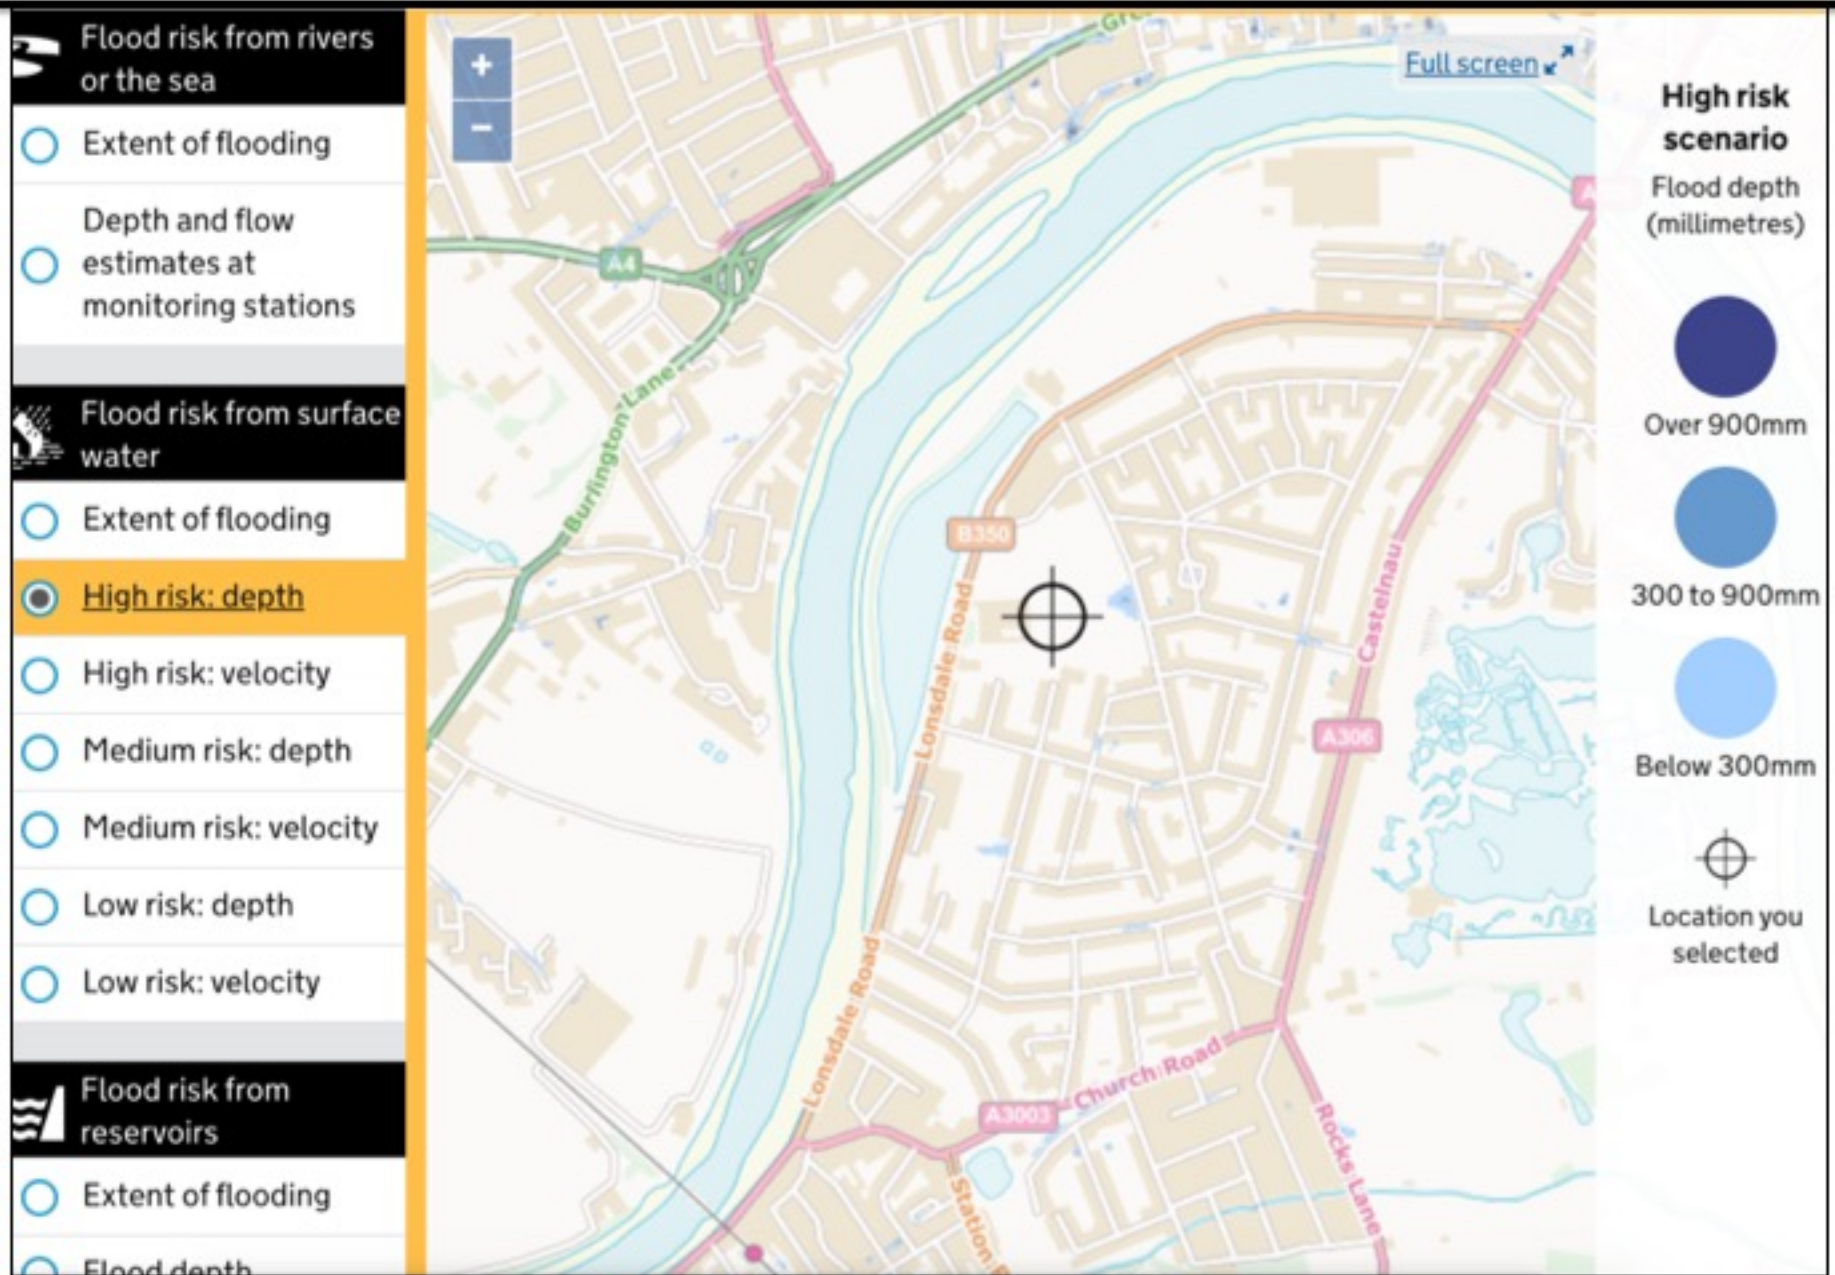 Flood risk from rivers
or the sea
Extent of flooding
Depth and flow
estimates at
monitoring stations
Flood risk from surface
water
Extent of flooding
High risk: depth
High risk: velocity
Medium risk: depth
Medium risk: velocity
Low risk: depth
Low risk: velocity
Flood risk from
reservoirs
Extent of flooding
Flood depth
+
−
Full screen
A4
Burlington Lane
B350
Lonsdale Road
Castelnau
A306
Lonsdale Road
Church Road
A3003
Rocks Lane
Station
High risk
scenario
Flood depth
(millimetres)
Over 900mm
300 to 900mm
Below 300mm
Location you
selected